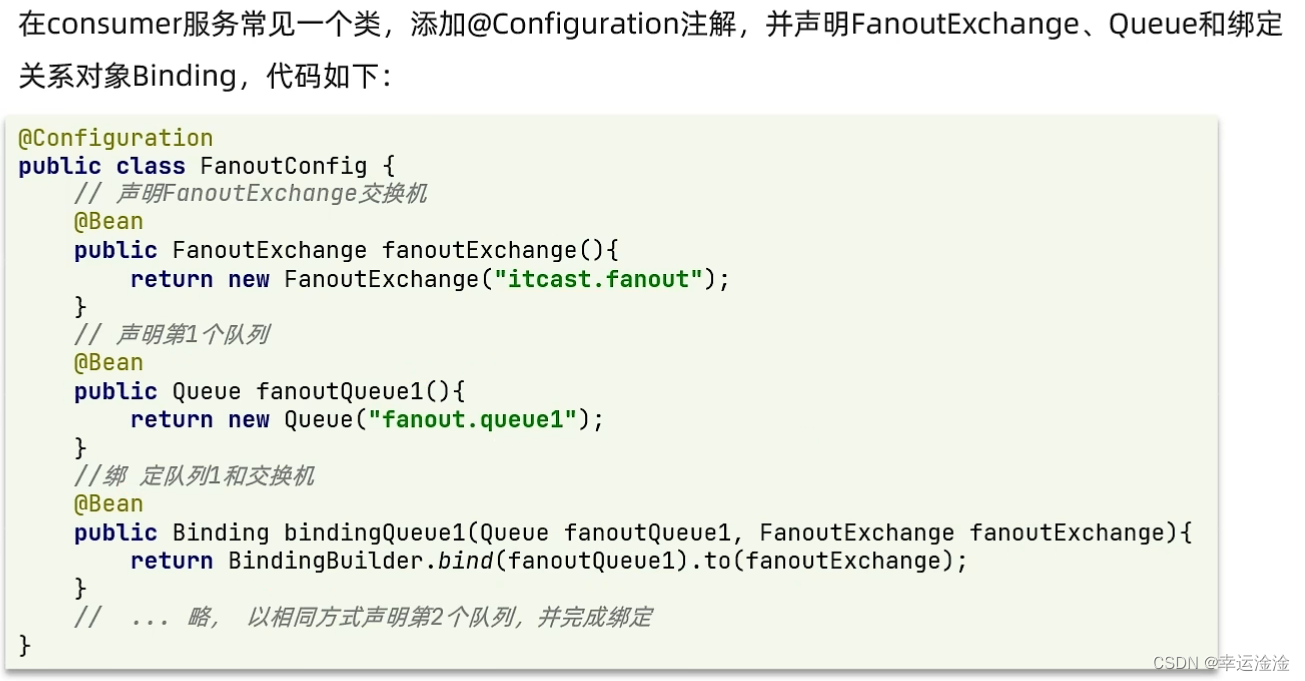 在consumer服务常见一个类，添加@Configuration注解，并声明FanoutExchange、Queue和绑定
关系对象Binding，代码如下：
@Configuration
public class FanoutConfig {
    // 声明FanoutExchange交换机
    @Bean
    public FanoutExchange fanoutExchange(){
        return new FanoutExchange("itcast.fanout");
    }
    // 声明第1个队列
    @Bean
    public Queue fanoutQueue1(){
        return new Queue("fanout.queue1");
    }
    //绑 定队列1和交换机
    @Bean
    public Binding bindingQueue1(Queue fanoutQueue1, FanoutExchange fanoutExchange){
        return BindingBuilder.bind(fanoutQueue1).to(fanoutExchange);
    }
    //  ... 略， 以相同方式声明第2个队列，并完成绑定
}
CSDN @幸运淦淦